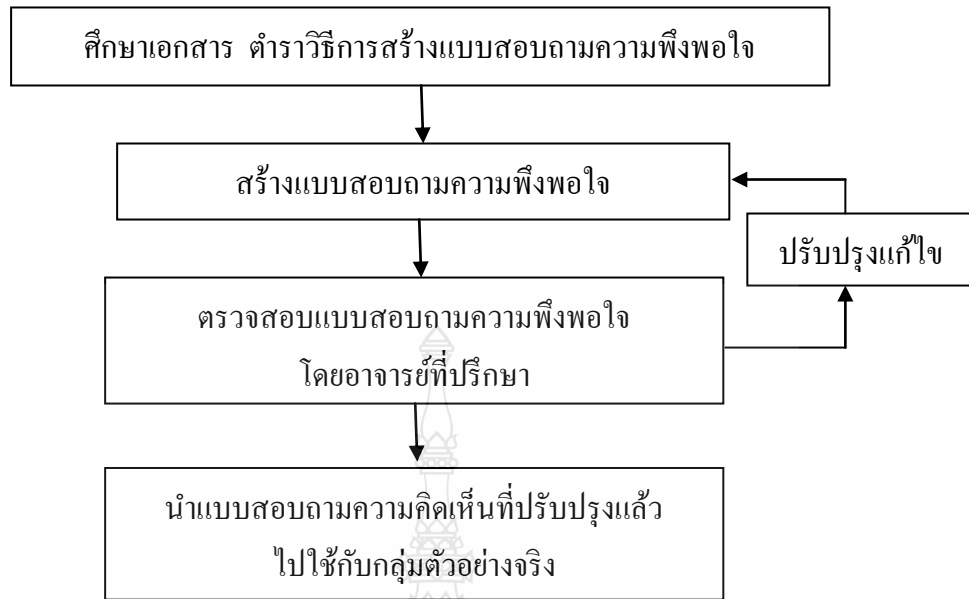 ศึกษาเอกสาร ตำราวิธีการสร้างแบบสอบถามความพึงพอใจ
สร้างแบบสอบถามความพึงพอใจ
ปรับปรุงแก้ไข
ตรวจสอบแบบสอบถามความพึงพอใจ
โดยอาจารย์ที่ปรึกษา
นำแบบสอบถามความคิดเห็นที่ปรับปรุงแล้ว
ไปใช้กับกลุ่มตัวอย่างจริง